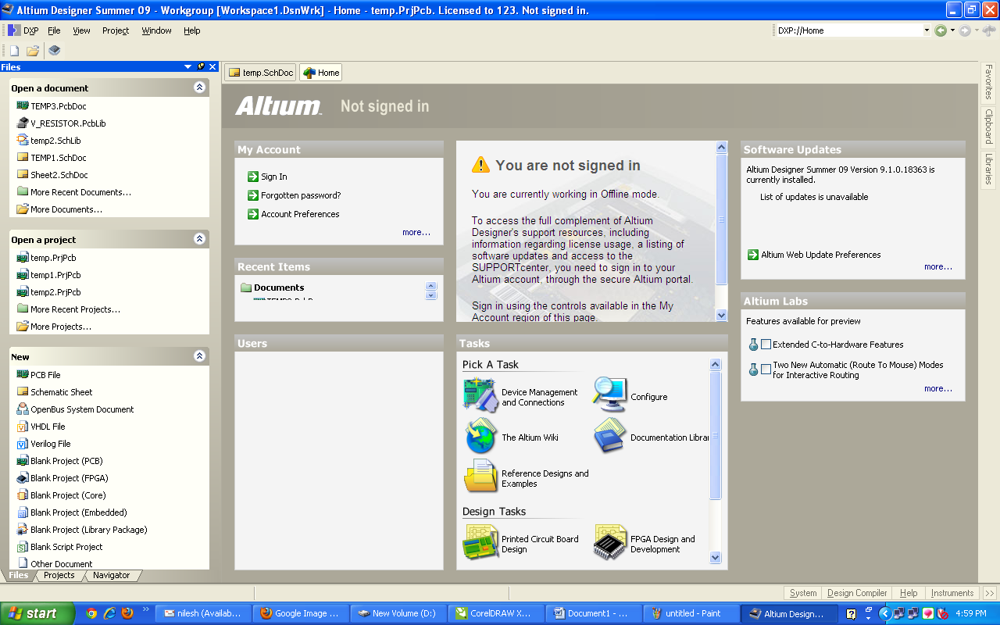 Altium Designer Summer 09 - Workgroup [Workspace1.DsnWrk] - Home - temp.PrjPcb. Licensed to 123. Not signed in.
DXP File View Project Window Help
DXP://Home
Files
Open a document
TEMP3.PcbDoc
V_RESISTOR.PcbLib
temp2.SchLib
TEMP1.SchDoc
Sheet2.SchDoc
More Recent Documents...
More Documents...
Open a project
temp.PrjPcb
temp1.PrjPcb
temp2.PrjPcb
More Recent Projects...
More Projects...
New
PCB File
Schematic Sheet
OpenBus System Document
VHDL File
Verilog File
Blank Project (PCB)
Blank Project (FPGA)
Blank Project (Core)
Blank Project (Embedded)
Blank Project (Library Package)
Blank Script Project
Other Document
Files Projects Navigator
temp.SchDoc Home
Altium Not signed in
My Account
Sign In
Forgotten password?
Account Preferences
more...
Recent Items
Documents
Users
You are not signed in
You are currently working in Offline mode.
To access the full complement of Altium
Designer's support resources, including
information regarding license usage, a listing of
software updates and access to the
SUPPORTcenter, you need to sign in to your
Altium account, through the secure Altium portal.
Sign in using the controls available in the My
Account region of this page.
Tasks
Pick A Task
Device Management
and Connections
Configure
The Altium Wiki
Documentation Librar
Reference Designs and
Examples
Design Tasks
Printed Circuit Board
Design
FPGA Design and
Development
Software Updates
Altium Designer Summer 09 Version 9.1.0.18363 is
currently installed.
List of updates is unavailable
Altium Web Update Preferences
more...
Altium Labs
Features available for preview
Extended C-to-Hardware Features
Two New Automatic (Route To Mouse) Modes
for Interactive Routing
more...
Favorites
Clipboard
Libraries
System Design Compiler Help Instruments >>
start
nilesh (Availab...
Google Image ...
New Volume (D:)
CorelDRAW X...
Document1 - ...
untitled - Paint
Altium Design...
4:59 PM